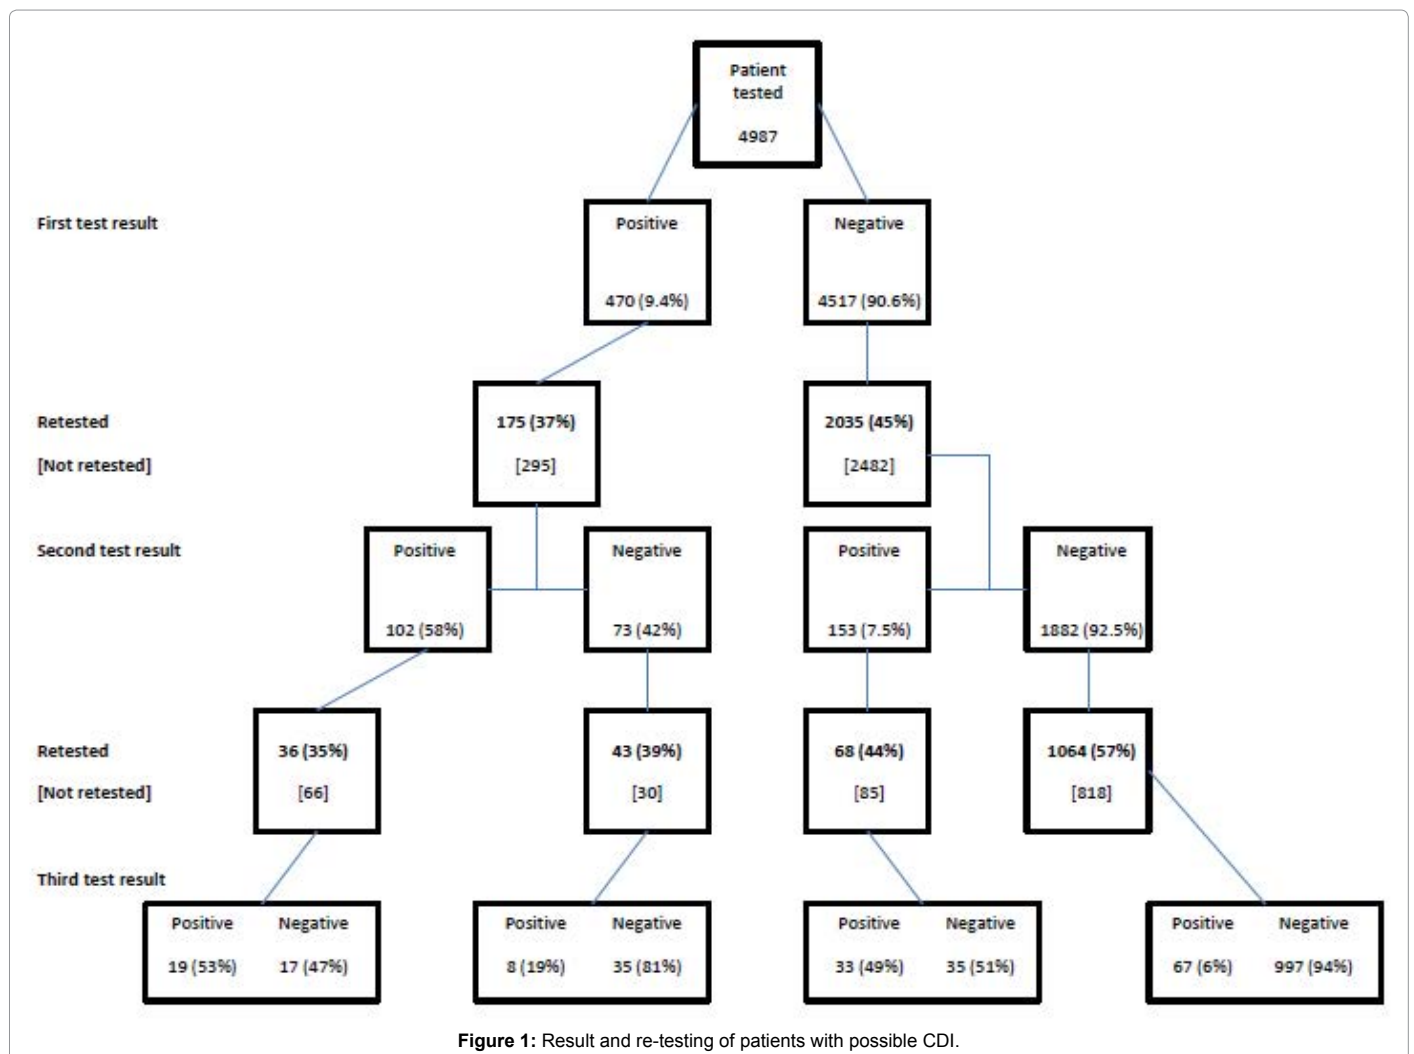 Patient
tested
4987
First test result
Positive
Negative
470 (9.4%)
4517 (90.6%)
Retested
175 (37%)
2035 (45%)
[Not retested]
[295]
[2482]
Second test result
Positive
Negative
Positive
Negative
102 (58%)
73 (42%)
153 (7.5%)
1882 (92.5%)
Retested
36 (35%)
43 (39%)
68 (44%)
1064 (57%)
[Not retested]
[66]
[30]
[85]
[818]
Third test result
Positive Negative
Positive Negative
Positive Negative
Positive Negative
19 (53%) 17 (47%)
8 (19%) 35 (81%)
33 (49%) 35 (51%)
67 (6%) 997 (94%)
Figure 1: Result and re-testing of patients with possible CDI.